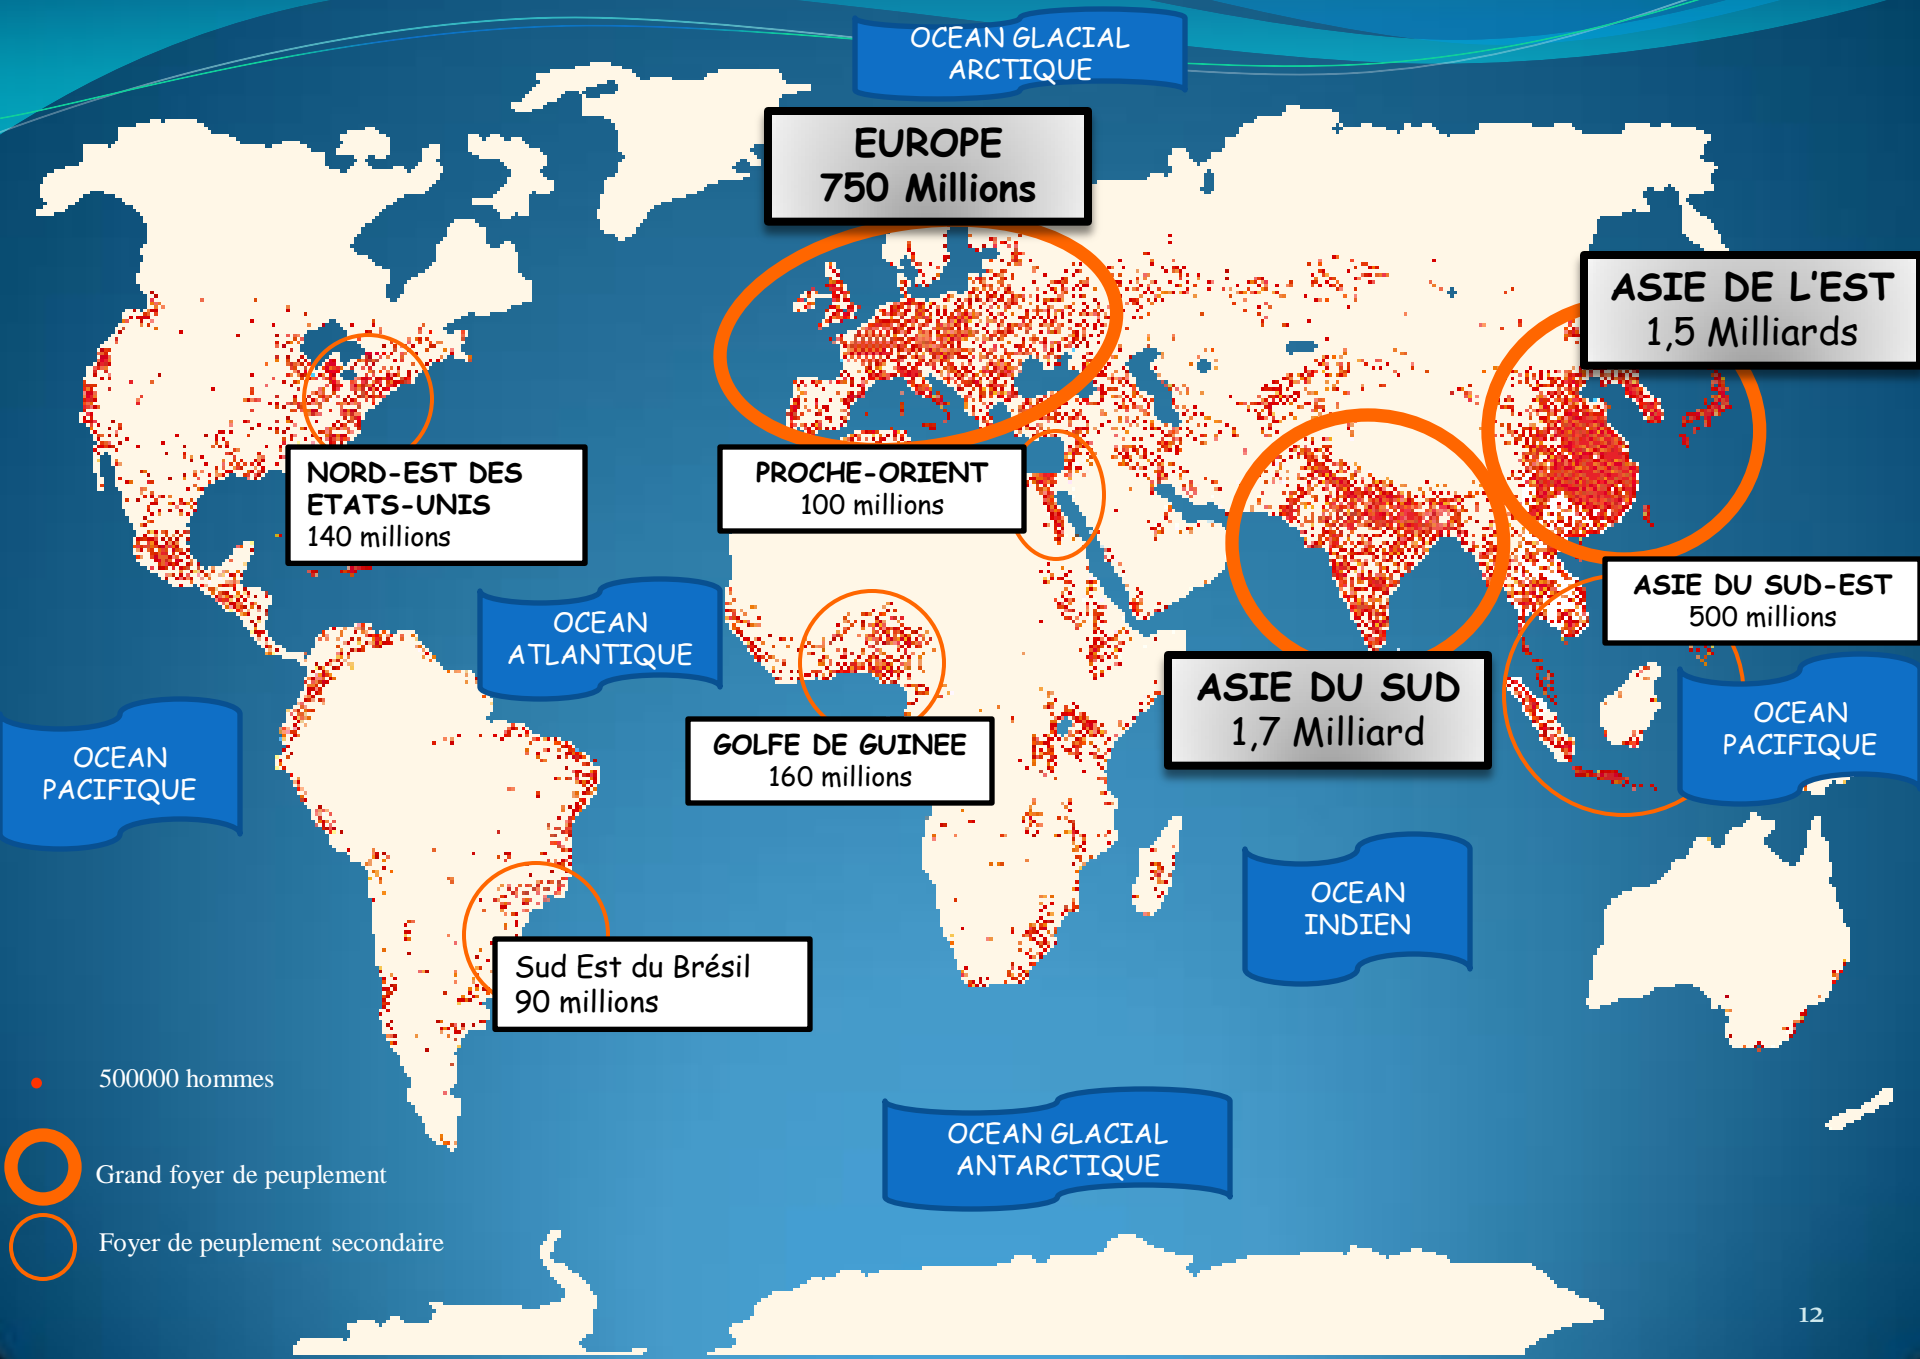 OCEAN GLACIAL
ARCTIQUE
EUROPE
750 Millions
ASIE DE L'EST
1,5 Milliards
NORD-EST DES
ETATS-UNIS
140 millions
PROCHE-ORIENT
100 millions
ASIE DU SUD-EST
500 millions
OCEAN
ATLANTIQUE
ASIE DU SUD
1,7 Milliard
OCEAN
PACIFIQUE
OCEAN
PACIFIQUE
GOLFE DE GUINEE
160 millions
OCEAN
INDIEN
Sud Est du Brésil
90 millions
500000 hommes
Grand foyer de peuplement
Foyer de peuplement secondaire
OCEAN GLACIAL
ANTARCTIQUE
12